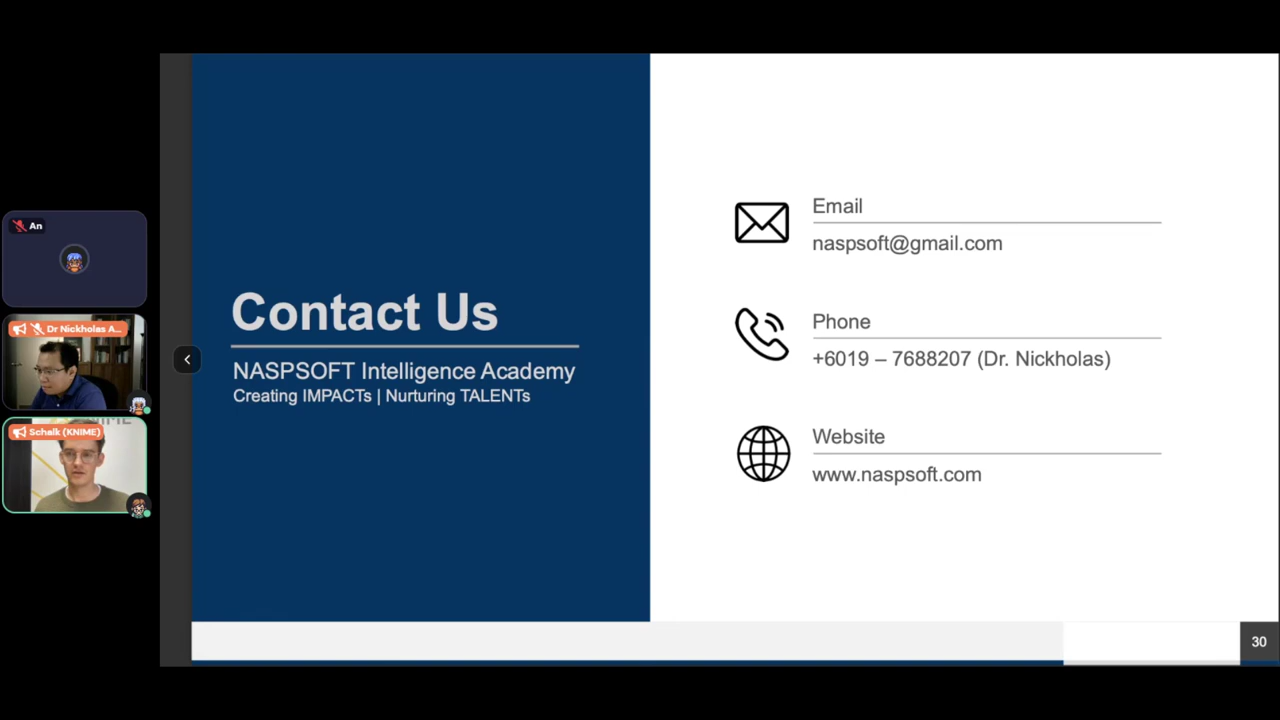 An
Dr Nickholas A...
Schalk (KNIME)
Contact Us
NASPSOFT Intelligence Academy
Creating IMPACTs | Nurturing TALENTs
Email
naspsoft@gmail.com
Phone
+6019 – 7688207 (Dr. Nickholas)
Website
www.naspsoft.com
30